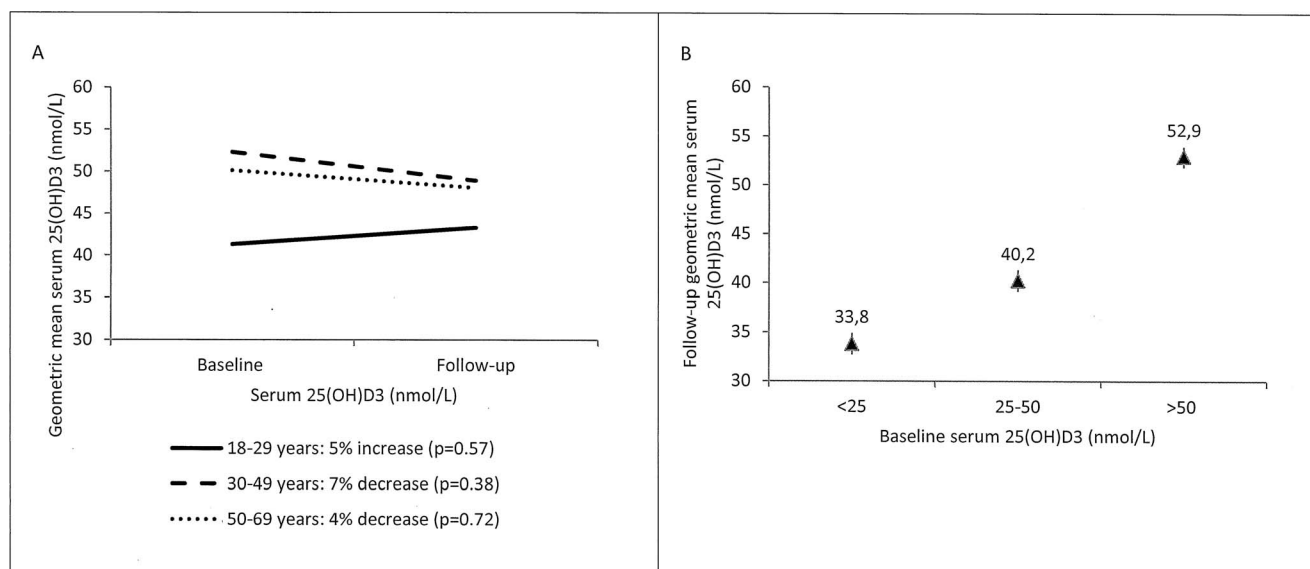 A
Geometric mean serum 25(OH)D3 (nmol/L)
60
55
50
45
40
35
30
Baseline
Follow-up
Serum 25(OH)D3 (nmol/L)
18-29 years: 5% increase (p=0.57)
30-49 years: 7% decrease (p=0.38)
50-69 years: 4% decrease (p=0.72)
B
Follow-up geometric mean serum
25(OH)D3 (nmol/L)
60
55
50
45
40
35
30
33,8
40,2
52,9
<25
25-50
>50
Baseline serum 25(OH)D3 (nmol/L)